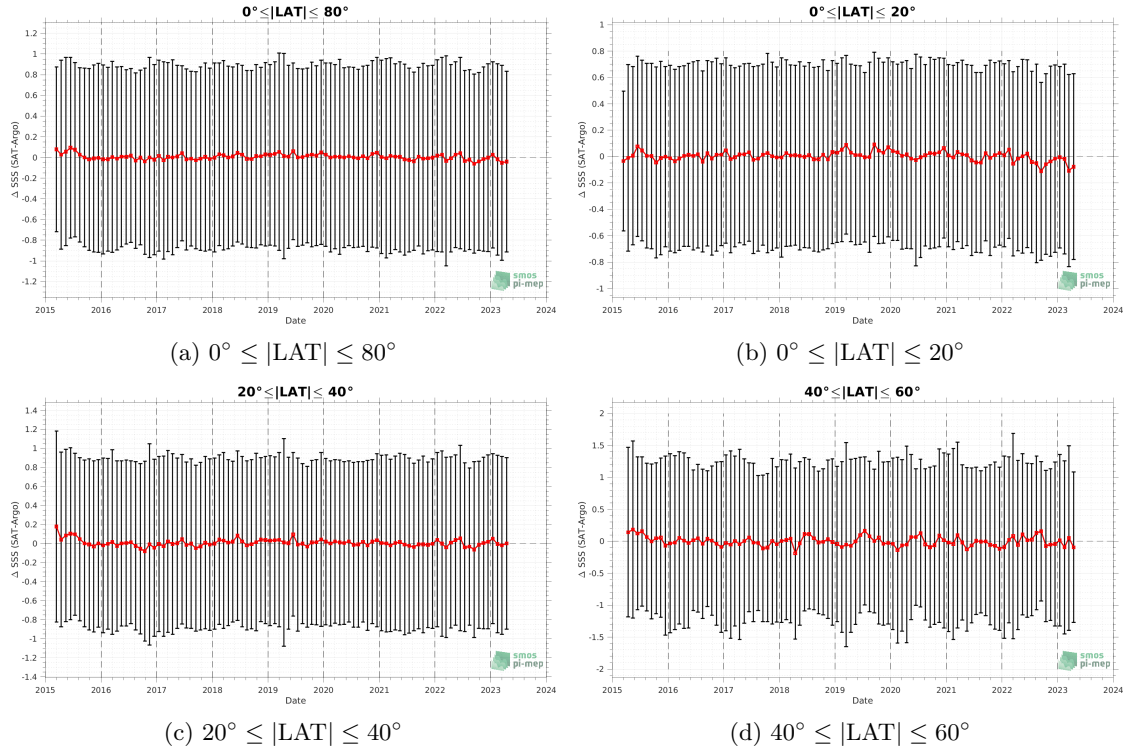 0°≤|LAT|≤ 80°
1.2
1
0.8
0.6
0.4
0.2
0
-0.2
-0.4
-0.6
-0.8
-1
-1.2
Δ SSS (SAT-Argo)
2015 2016 2017 2018 2019 2020 2021 2022 2023 2024
Date
smos
pi-mep
(a) 0° ≤ |LAT| ≤ 80°
0°≤|LAT|≤ 20°
1
0.8
0.6
0.4
0.2
0
-0.2
-0.4
-0.6
-0.8
-1
Δ SSS (SAT-Argo)
2015 2016 2017 2018 2019 2020 2021 2022 2023 2024
Date
smos
pi-mep
(b) 0° ≤ |LAT| ≤ 20°
20°≤|LAT|≤ 40°
1.4
1.2
1
0.8
0.6
0.4
0.2
0
-0.2
-0.4
-0.6
-0.8
-1
-1.2
-1.4
Δ SSS (SAT-Argo)
2015 2016 2017 2018 2019 2020 2021 2022 2023 2024
Date
smos
pi-mep
(c) 20° ≤ |LAT| ≤ 40°
40°≤|LAT|≤ 60°
2
1.5
1
0.5
0
-0.5
-1
-1.5
-2
Δ SSS (SAT-Argo)
2015 2016 2017 2018 2019 2020 2021 2022 2023 2024
Date
smos
pi-mep
(d) 40° ≤ |LAT| ≤ 60°